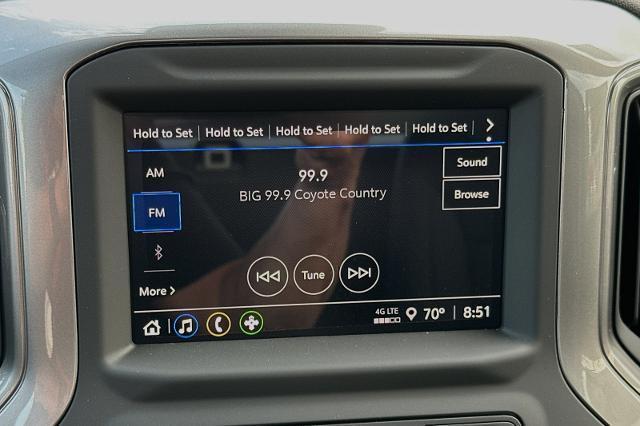 Hold to Set Hold to Set Hold to Set Hold to Set Hold to Set >
AM
99.9
Sound
BIG 99.9 Coyote Country
Browse
FM
Tune
More >
4G LTE
70° 8:51